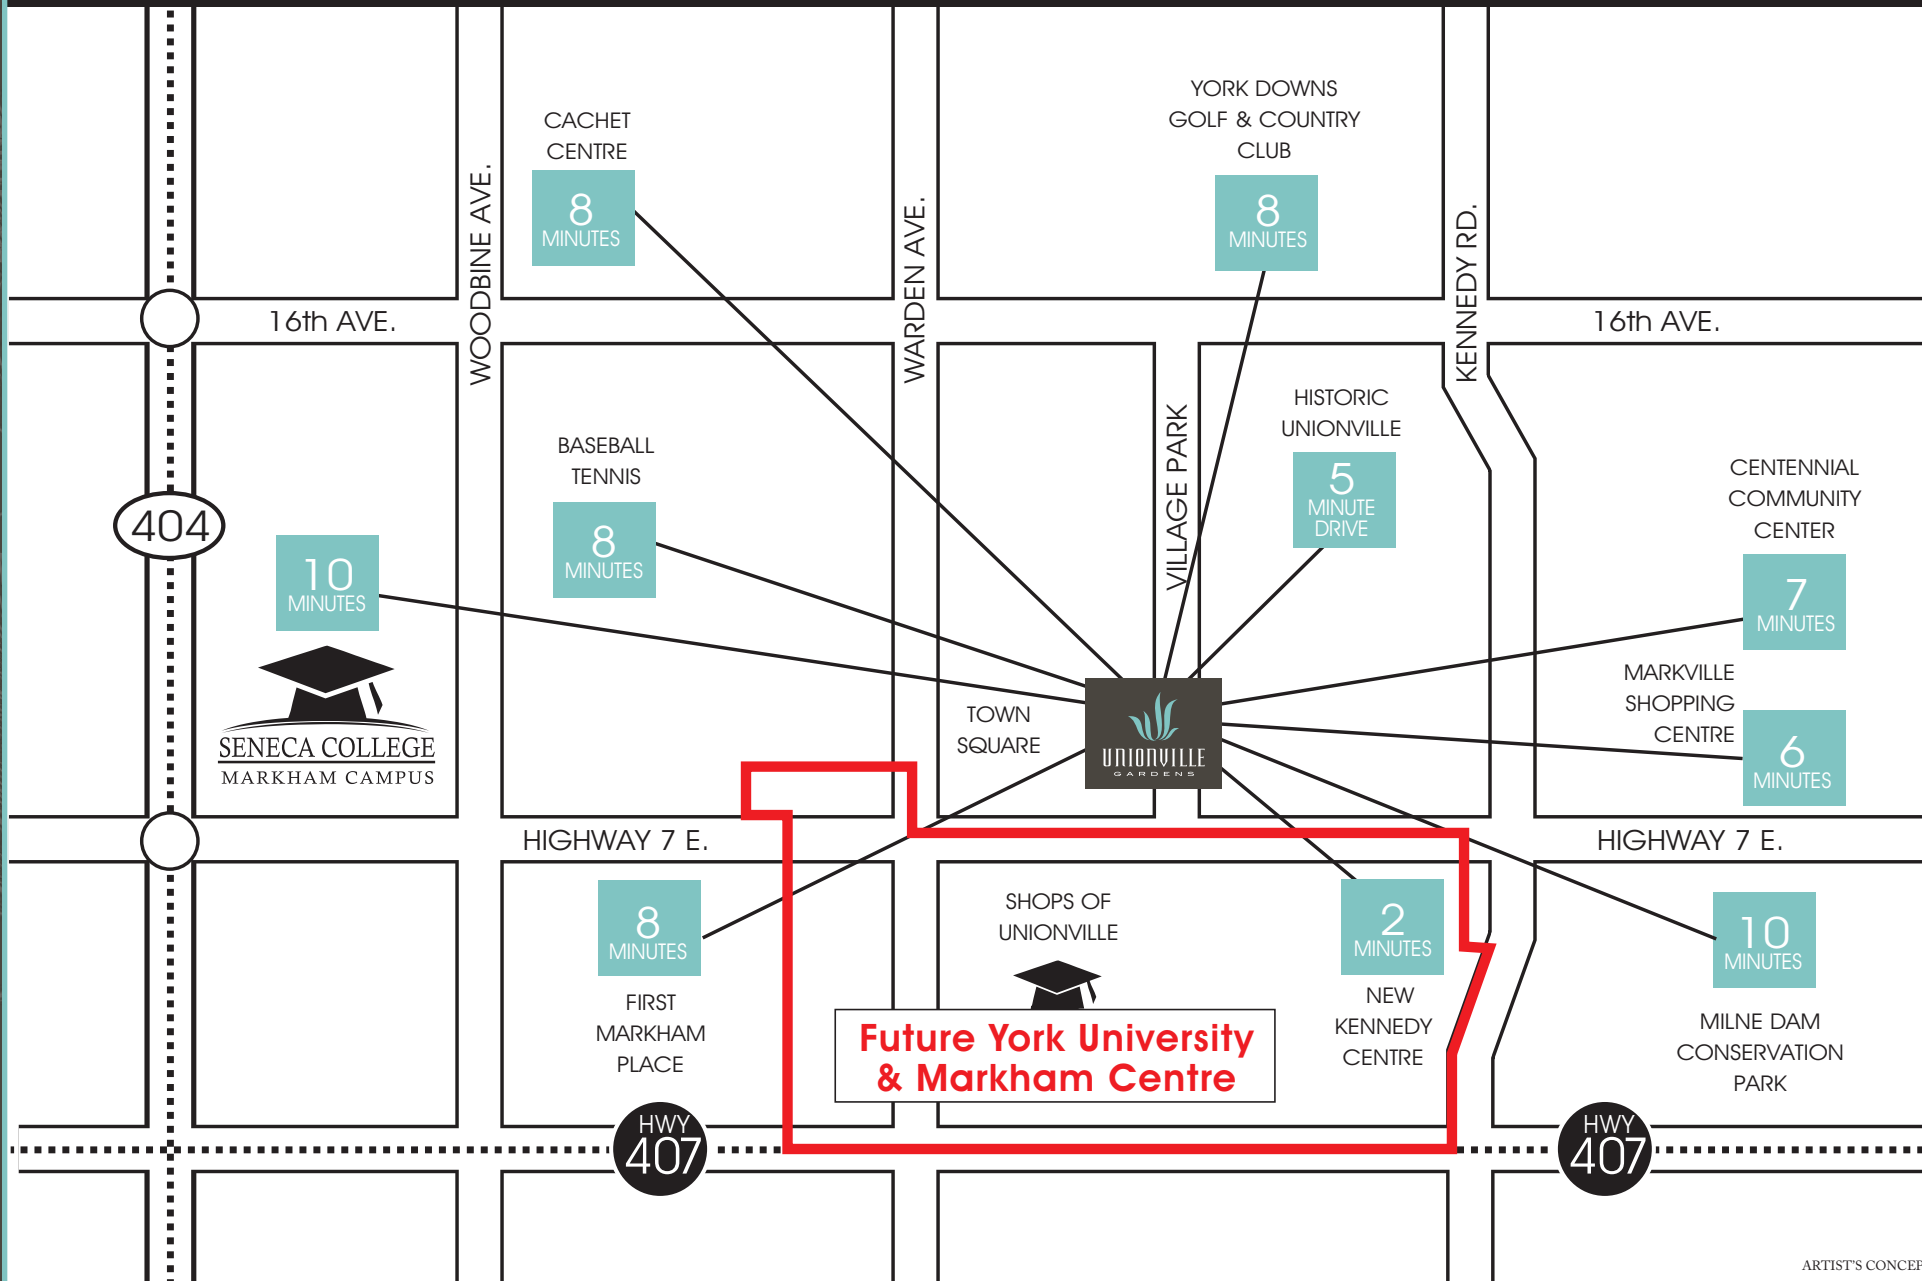 YORK DOWNS
GOLF & COUNTRY
CLUB
8
MINUTES
CACHET
CENTRE
8
MINUTES
WOODBINE AVE.
WARDEN AVE.
KENNEDY RD.
16th AVE.
16th AVE.
HISTORIC
UNIONVILLE
5
MINUTE
DRIVE
VILLAGE PARK
BASEBALL
TENNIS
8
MINUTES
CENTENNIAL
COMMUNITY
CENTER
7
MINUTES
404
10
MINUTES
SENECA COLLEGE
MARKHAM CAMPUS
TOWN
SQUARE
UNIONVILLE
GARDENS
MARKVILLE
SHOPPING
CENTRE
6
MINUTES
HIGHWAY 7 E.
HIGHWAY 7 E.
8
MINUTES
FIRST
MARKHAM
PLACE
SHOPS OF
UNIONVILLE
2
MINUTES
NEW
KENNEDY
CENTRE
10
MINUTES
MILNE DAM
CONSERVATION
PARK
Future York University
& Markham Centre
HWY
407
HWY
407
ARTIST'S CONCEP